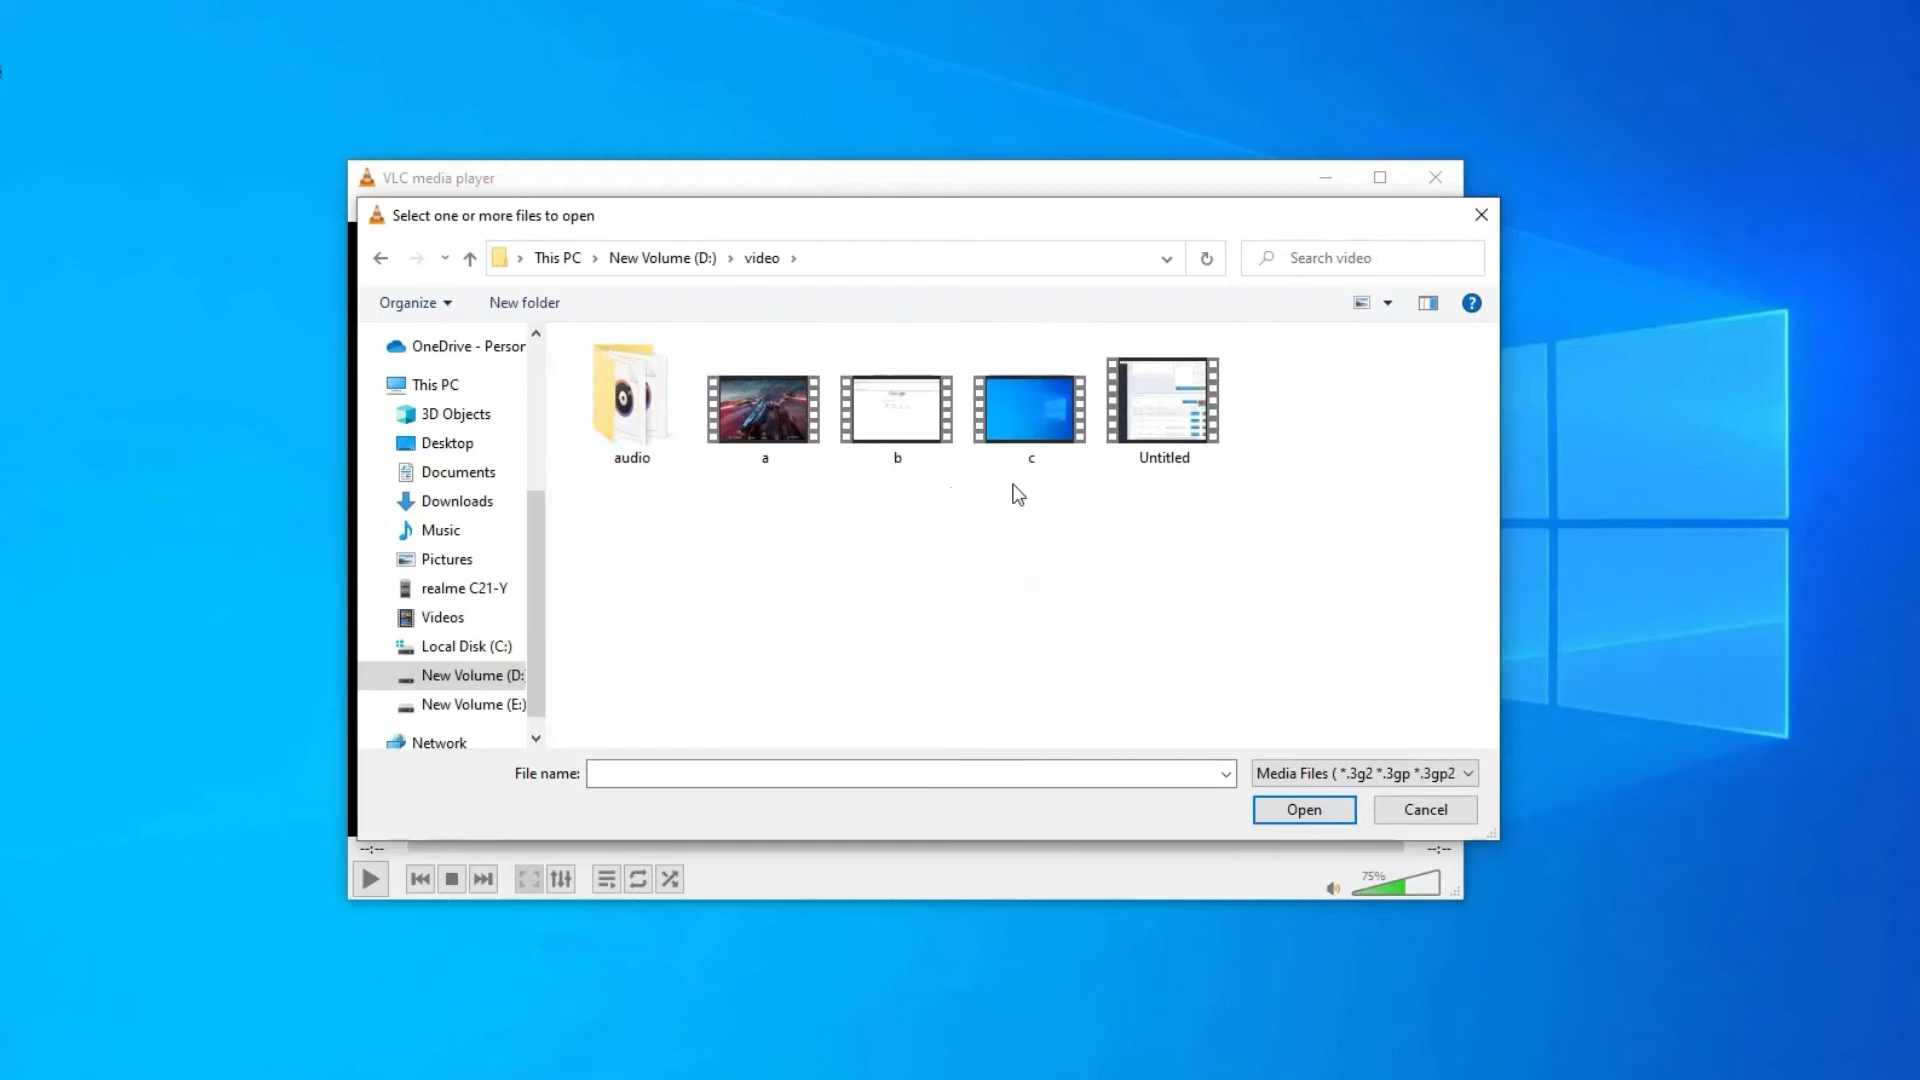 VLC media player
Select one or more files to open
This PC
New Volume (D:)
video
Search video
Organize
New folder
OneDrive - Person
This PC
3D Objects
Desktop
Documents
Downloads
Music
Pictures
realme C21-Y
Videos
Local Disk (C:)
New Volume (D:
New Volume (E:)
Network
audio
a
b
c
Untitled
File name:
Media Files ( *.3g2 *.3gp *.3gp2
Open
Cancel
--:--
--:--
75%